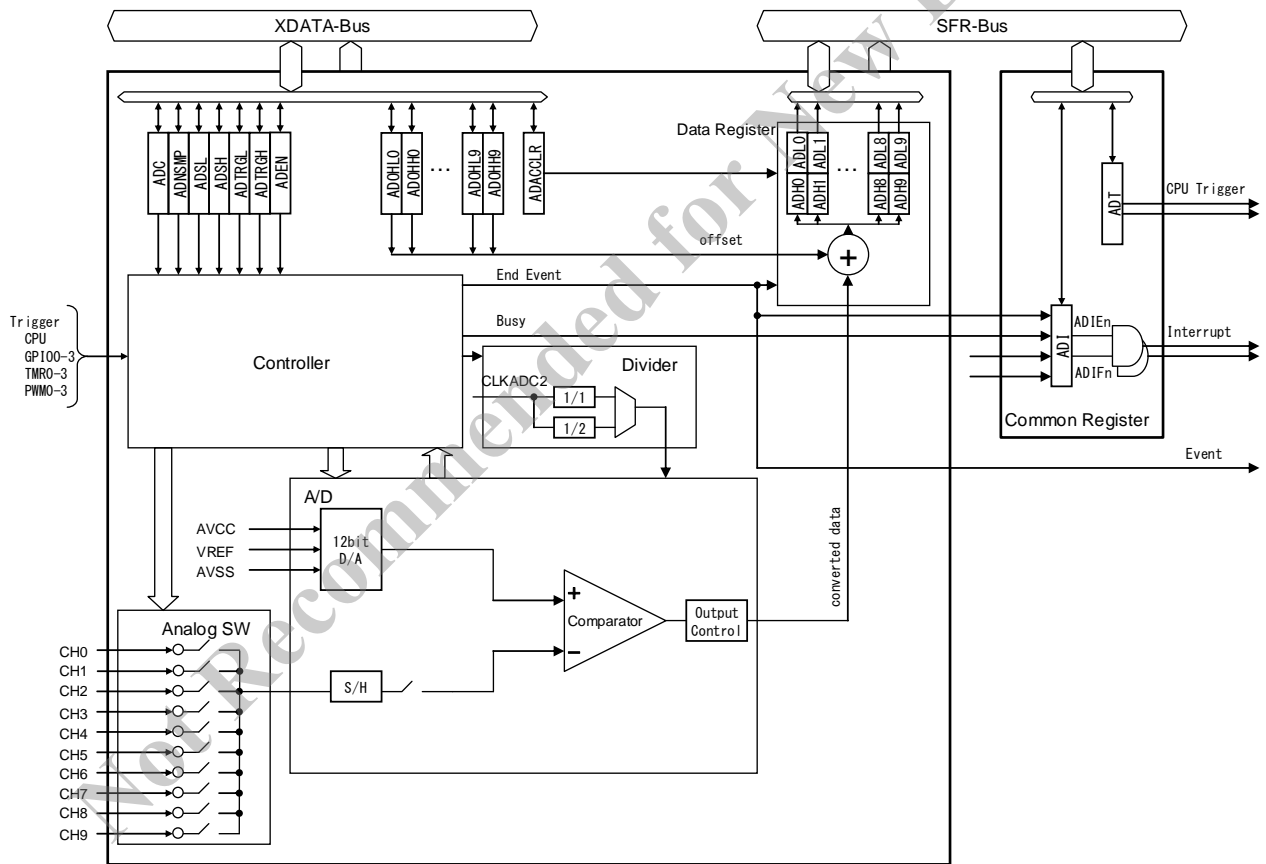 XDATA-Bus
SFR-Bus
ADC
ADNSMP
ADSL
ADSH
ADTRGL
ADTRGH
ADEN
ADOHL0
ADOHH0
...
ADOHL9
ADOHH9
ADACCLR
Data Register
ADH0 ADL0
ADH1 ADL1
...
ADH8 ADL8
ADH9 ADL9
ADT
CPU Trigger
offset
+
End Event
Busy
Trigger
CPU
GPIO0-3
TMR0-3
PWM0-3
Controller
Divider
CLKADC2
1/1
1/2
ADI
ADIEn
ADIFn
Interrupt
Common Register
Event
A/D
AVCC
VREF
AVSS
12bit
D/A
converted data
+
Comparator
−
Output
Control
Analog SW
S/H
CH0
CH1
CH2
CH3
CH4
CH5
CH6
CH7
CH8
CH9
Not Recommended for New